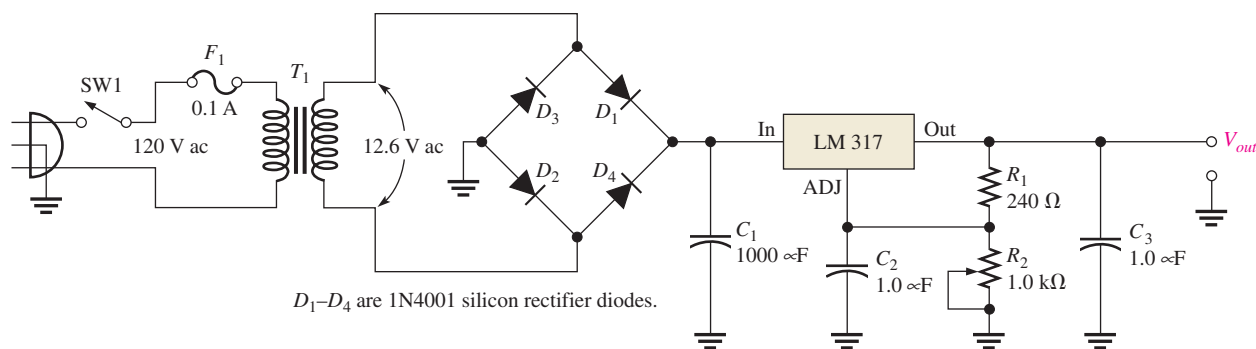 SW1
F1
0.1 A
120 V ac
T1
12.6 V ac
D3
D1
D2
D4
D1–D4 are 1N4001 silicon rectifier diodes.
In
LM 317
Out
ADJ
C1
1000 ∝F
C2
1.0 ∝F
R1
240 Ω
R2
1.0 kΩ
C3
1.0 ∝F
Vout